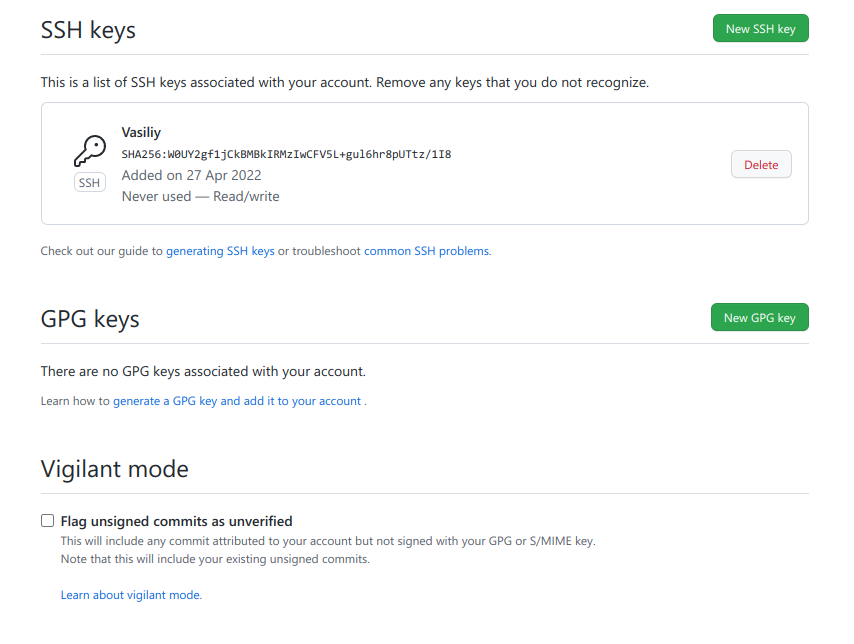 SSH keys
New SSH key
This is a list of SSH keys associated with your account. Remove any keys that you do not recognize.
Vasiliy
SHA256:W0UY2gf1jCkBMBkIRMzIwCFV5L+gul6hr8pUTtz/1I8
Added on 27 Apr 2022
Never used — Read/write
SSH
Delete
Check out our guide to generating SSH keys or troubleshoot common SSH problems.
GPG keys
New GPG key
There are no GPG keys associated with your account.
Learn how to generate a GPG key and add it to your account .
Vigilant mode
Flag unsigned commits as unverified
This will include any commit attributed to your account but not signed with your GPG or S/MIME key.
Note that this will include your existing unsigned commits.
Learn about vigilant mode.